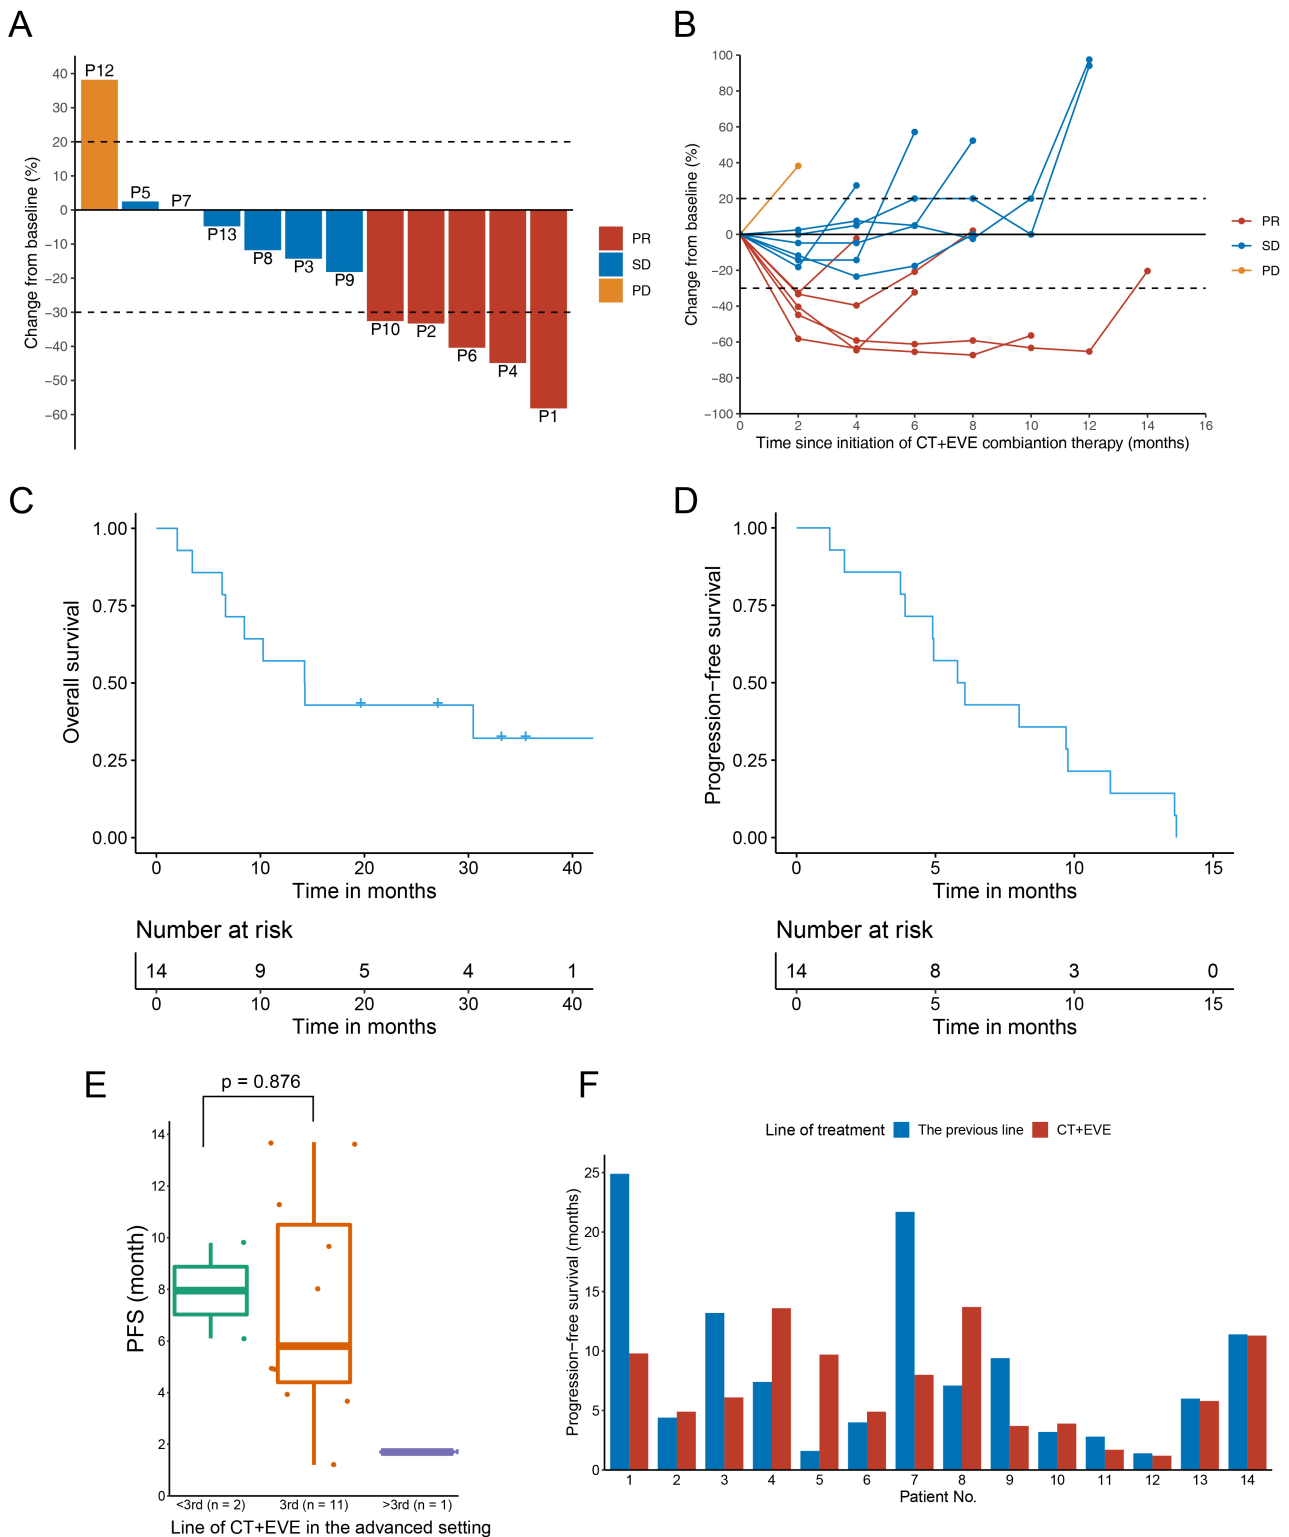 A
P12
P5
P7
P13
P8
P3
P9
P10
P2
P6
P4
P1
40
30
20
10
0
−10
−20
−30
−40
−50
−60
Change from baseline (%)
PR
SD
PD
B
100
80
60
40
20
0
−20
−40
−60
−80
−100
Change from baseline (%)
0 2 4 6 8 10 12 14 16
Time since initiation of CT+EVE combiantion therapy (months)
PR
SD
PD
C
1.00
0.75
0.50
0.25
0.00
Overall survival
0 10 20 30 40
Time in months
Number at risk
14 9 5 4 1
0 10 20 30 40
Time in months
D
1.00
0.75
0.50
0.25
0.00
Progression−free survival
0 5 10 15
Time in months
Number at risk
14 8 3 0
0 5 10 15
Time in months
E
p = 0.876
14
12
10
8
6
4
2
0
PFS (month)
<3rd (n = 2) 3rd (n = 11) >3rd (n = 1)
Line of CT+EVE in the advanced setting
F
Line of treatment The previous line CT+EVE
25
20
15
10
5
0
Progression−free survival (months)
1 2 3 4 5 6 7 8 9 10 11 12 13 14
Patient No.